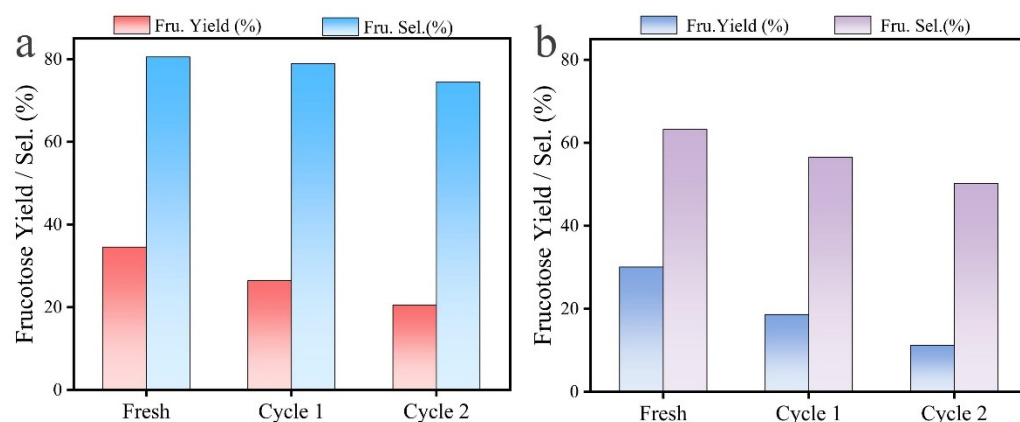 a
Fru. Yield (%)
Fru. Sel.(%)
Frucotose Yield / Sel. (%)
80
60
40
20
0
Fresh
Cycle 1
Cycle 2
b
Fru.Yield (%)
Fru. Sel.(%)
Frucotose Yield / Sel. (%)
80
60
40
20
0
Fresh
Cycle 1
Cycle 2